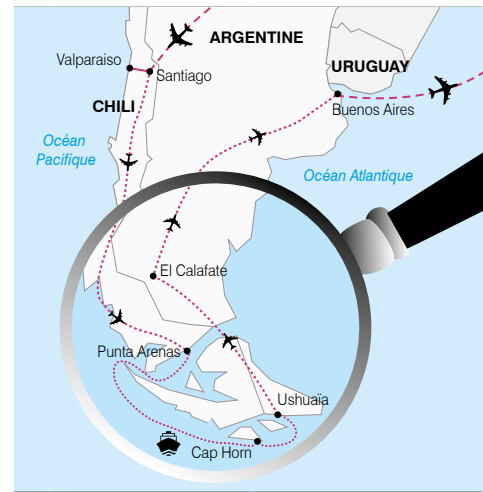 ARGENTINE
Valparaiso
URUGUAY
Santiago
CHILI
Buenos Aires
Océan
Pacifique
Océan Atlantique
El Calafate
Punta Arenas
Ushuaïa
Cap Horn